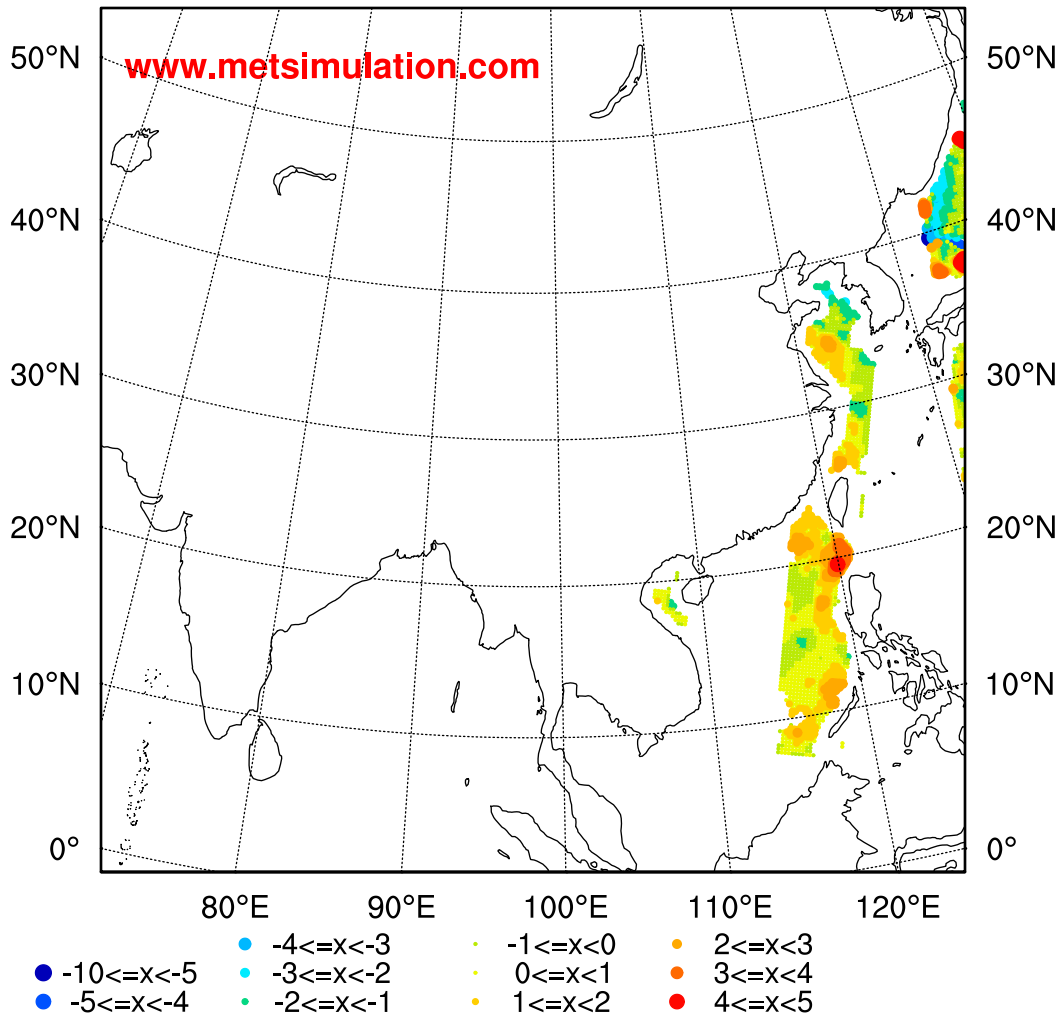 50°N 50°N
www.metsimulation.com
40°N 40°N
30°N 30°N
20°N 20°N
10°N 10°N
0° 0°
80°E 90°E 100°E 110°E 120°E
-4<=x<-3 -1<=x<0 2<=x<3
-10<=x<-5 -3<=x<-2 0<=x<1 3<=x<4
-5<=x<-4 -2<=x<-1 1<=x<2 4<=x<5